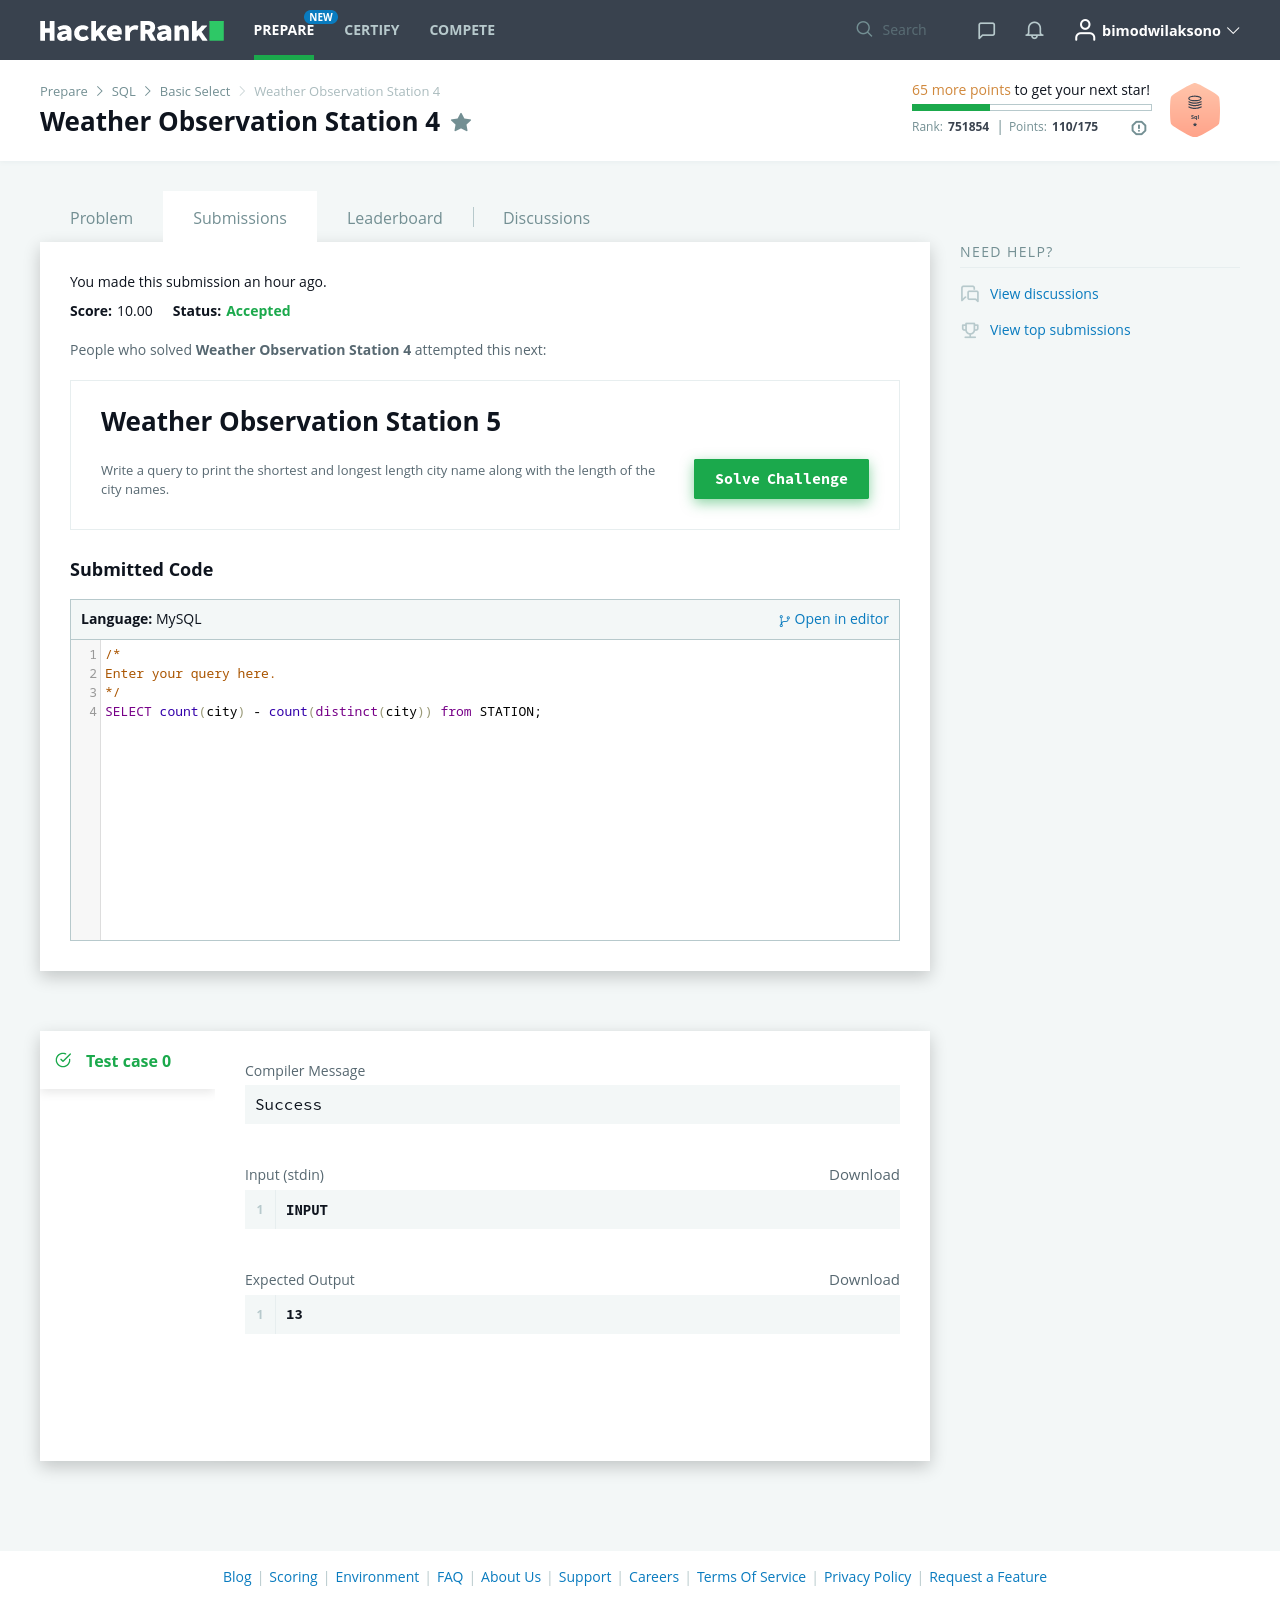 HackerRank
PREPARE NEW CERTIFY COMPETE Search bimodwilaksono
Prepare SQL Basic Select Weather Observation Station 4
Weather Observation Station 4
65 more points to get your next star!
Rank: 751854 | Points: 110/175
Sql
Problem Submissions Leaderboard Discussions
You made this submission an hour ago.
Score: 10.00 Status: Accepted
People who solved Weather Observation Station 4 attempted this next:
Weather Observation Station 5
Write a query to print the shortest and longest length city name along with the length of the
city names.
Solve Challenge
Submitted Code
Language: MySQL Open in editor
1 /*
2 Enter your query here.
3 */
4 SELECT count(city) - count(distinct(city)) from STATION;
NEED HELP?
View discussions
View top submissions
Test case 0
Compiler Message
Success
Input (stdin) Download
1 INPUT
Expected Output Download
1 13
Blog | Scoring | Environment | FAQ | About Us | Support | Careers | Terms Of Service | Privacy Policy | Request a Feature